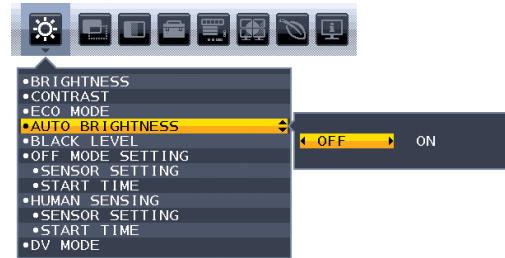 •BRIGHTNESS
•CONTRAST
•ECO MODE
•AUTO BRIGHTNESS
OFF ON
•BLACK LEVEL
•OFF MODE SETTING
•SENSOR SETTING
•START TIME
•HUMAN SENSING
•SENSOR SETTING
•START TIME
•DV MODE